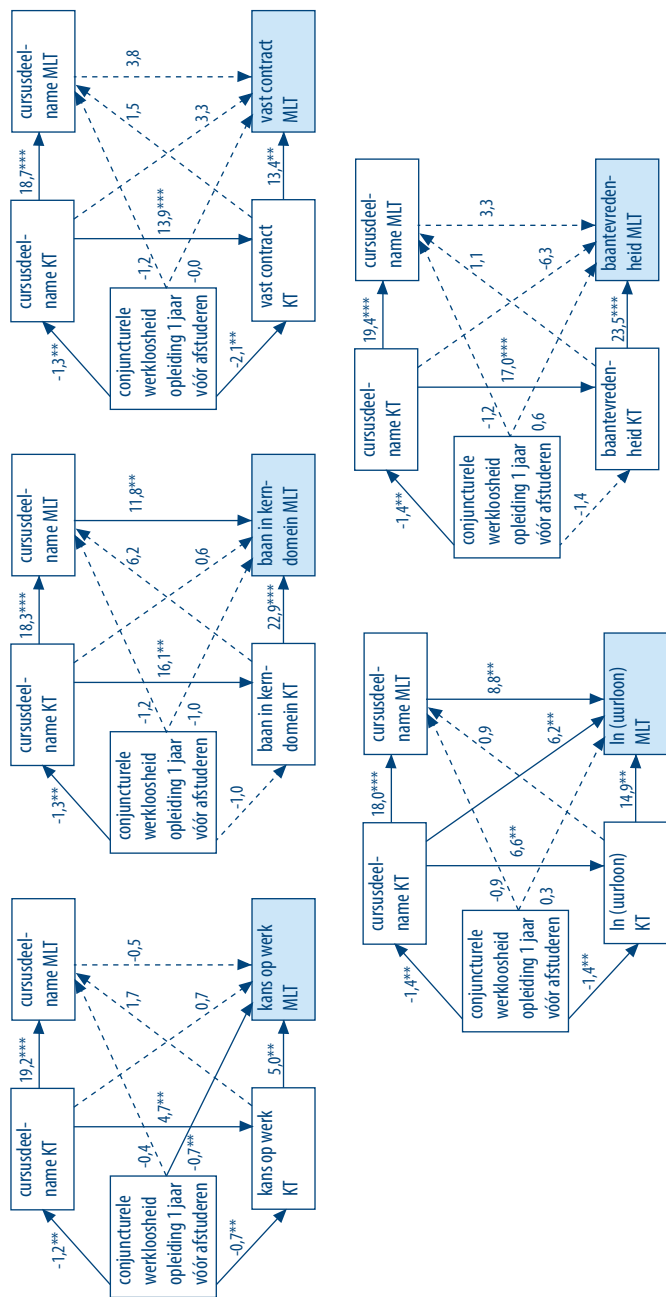 cursusdeel-
name KT
19,2***
cursusdeel-
name MLT
-1,2**
conjuncturele
werkloosheid
opleiding 1 jaar
vóór afstuderen
-0,4
-0,7**
4,7**
1,7
0,7
-0,5
-0,7**
kans op werk
KT
5,0**
kans op werk
MLT
cursusdeel-
name KT
18,3***
cursusdeel-
name MLT
-1,3**
conjuncturele
werkloosheid
opleiding 1 jaar
vóór afstuderen
-1,2
-1,0
16,1**
6,2
0,6
11,8**
-1,0
baan in kern-
domein KT
22,9***
baan in kern-
domein MLT
cursusdeel-
name KT
18,7***
cursusdeel-
name MLT
-1,3**
conjuncturele
werkloosheid
opleiding 1 jaar
vóór afstuderen
-1,2
-0,0
13,9***
1,5
3,3
3,8
-2,1**
vast contract
KT
13,4**
vast contract
MLT
cursusdeel-
name KT
18,0***
cursusdeel-
name MLT
-1,4**
conjuncturele
werkloosheid
opleiding 1 jaar
vóór afstuderen
-0,9
0,3
6,6**
0,9
6,2**
8,8**
-1,4**
ln (uurloon)
KT
14,9**
ln (uurloon)
MLT
cursusdeel-
name KT
19,4***
cursusdeel-
name MLT
-1,4**
conjuncturele
werkloosheid
opleiding 1 jaar
vóór afstuderen
-1,2
0,6
17,0***
1,1
-6,3
3,3
-1,4
baantevreden-
heid KT
23,5***
baantevreden-
heid MLT